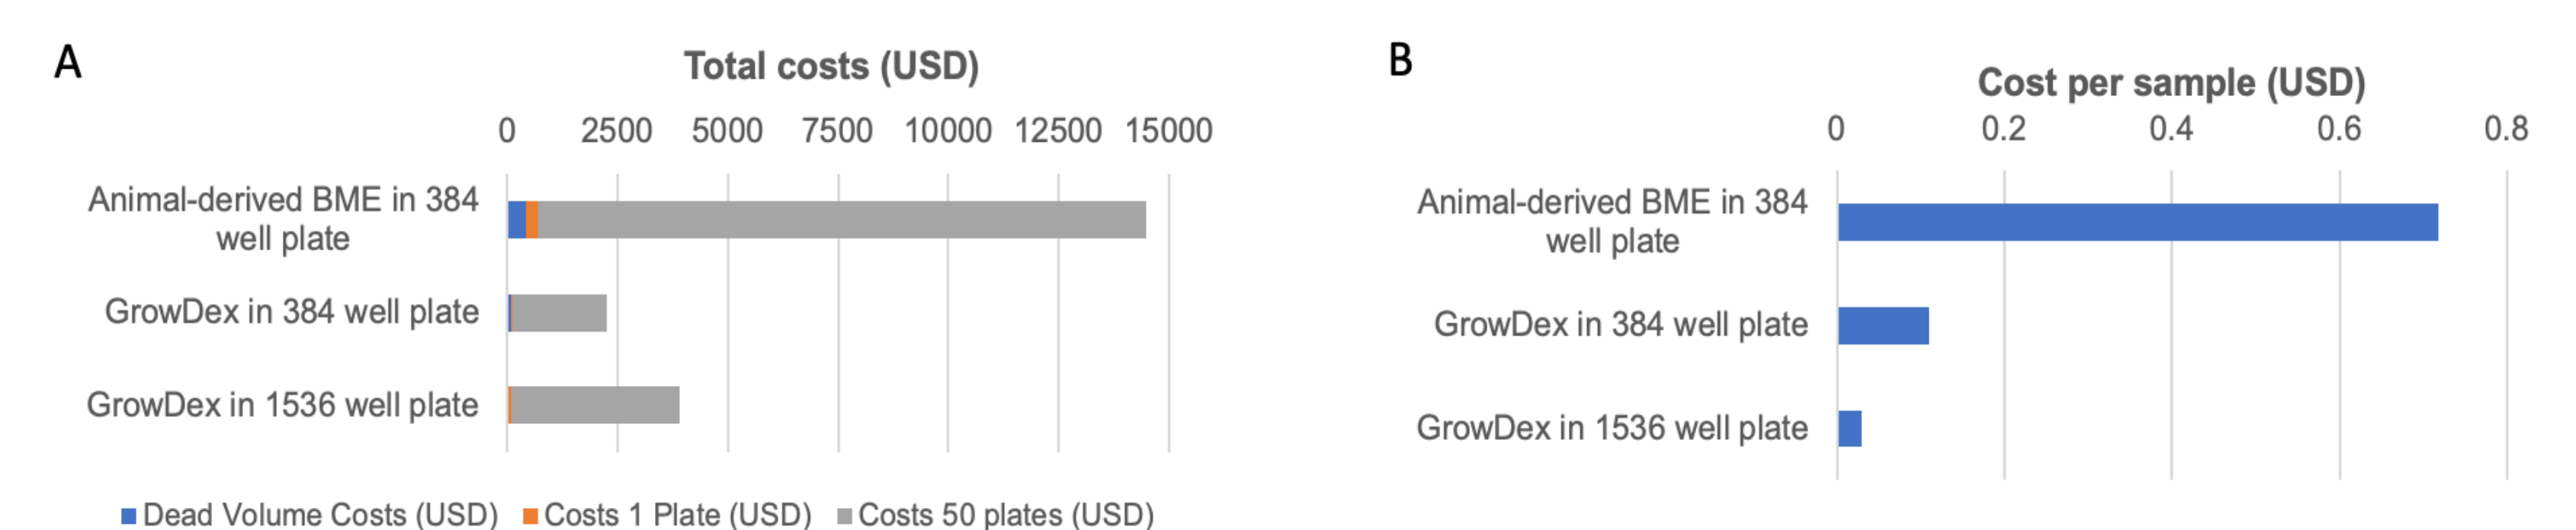 A
Total costs (USD)
0 2500 5000 7500 10000 12500 15000
Animal-derived BME in 384
well plate
GrowDex in 384 well plate
GrowDex in 1536 well plate
Dead Volume Costs (USD) Costs 1 Plate (USD) Costs 50 plates (USD)
B
Cost per sample (USD)
0 0.2 0.4 0.6 0.8
Animal-derived BME in 384
well plate
GrowDex in 384 well plate
GrowDex in 1536 well plate